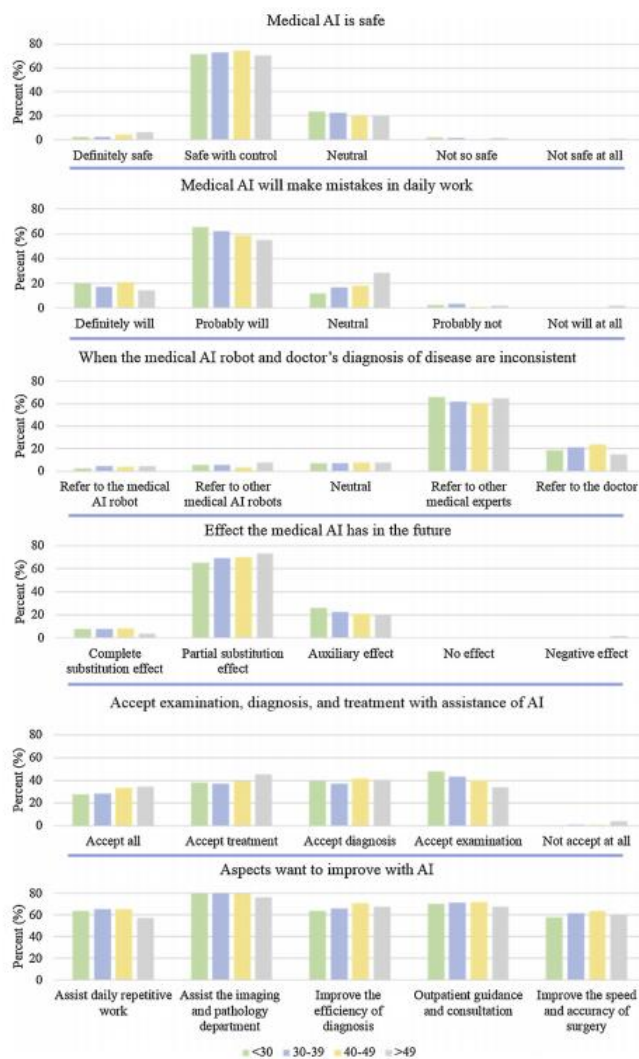 Medical AI is safe
Percent (%)
80
60
40
20
0
Definitely safe Safe with control Neutral Not so safe Not safe at all
Medical AI will make mistakes in daily work
Percent (%)
80
60
40
20
0
Definitely will Probably will Neutral Probably not Not will at all
When the medical AI robot and doctor's diagnosis of disease are inconsistent
Percent (%)
80
60
40
20
0
Refer to the medical Refer to other Neutral Refer to other Refer to the doctor
AI robot medical AI robots medical experts
Effect the medical AI has in the future
Percent (%)
80
60
40
20
0
Complete Partial substitution Auxiliary effect No effect Negative effect
substitution effect effect
Accept examination, diagnosis, and treatment with assistance of AI
Percent (%)
80
60
40
20
0
Accept all Accept treatment Accept diagnosis Accept examination Not accept at all
Aspects want to improve with AI
Percent (%)
80
60
40
20
0
Assist daily repetitive Assist the imaging Improve the Outpatient guidance Improve the speed
work and pathology efficiency of diagnosis and consultation and accuracy of
department surgery
<30 30-39 40-49 >49